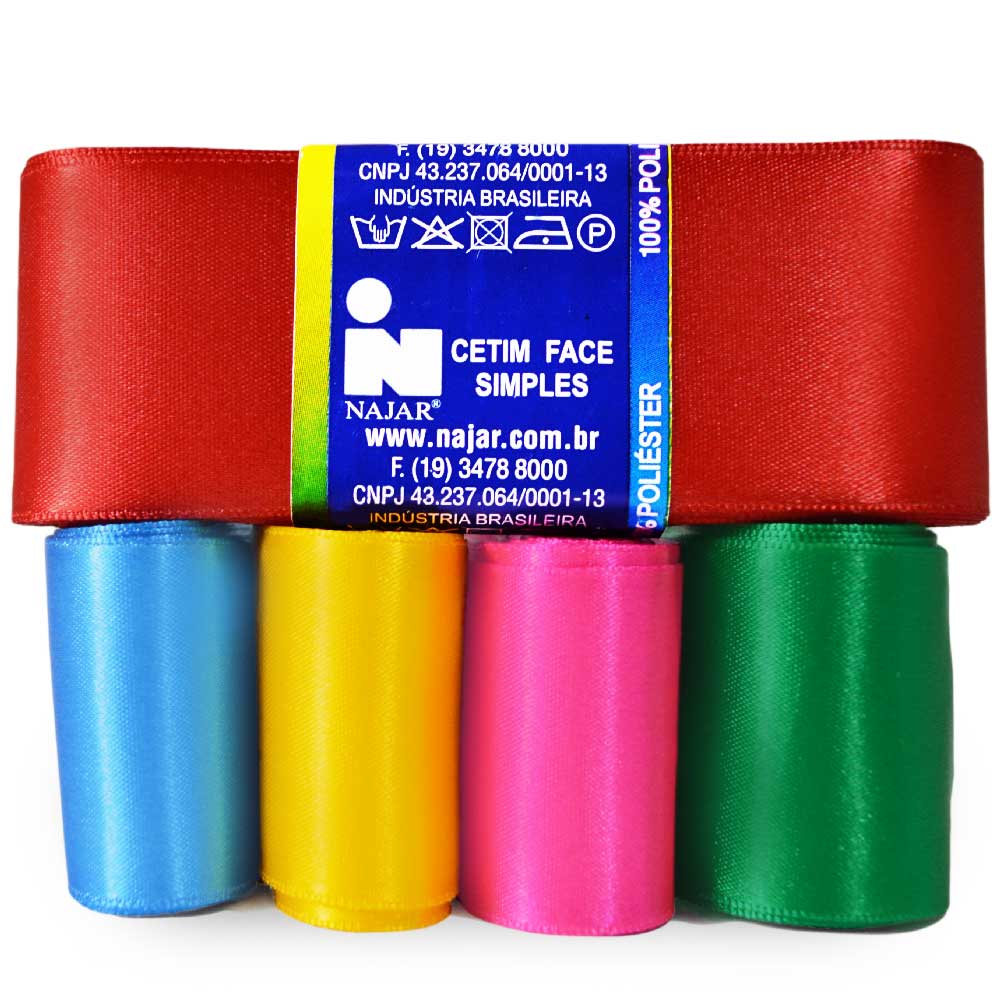 F. (19) 3478 8000
CNPJ 43.237.064/0001-13
INDÚSTRIA BRASILEIRA
P
N
NAJAR®
CETIM FACE
SIMPLES
www.najar.com.br
F. (19) 3478 8000
CNPJ 43.237.064/0001-13
INDÚSTRIA BRASILEIRA
100% POLI
% POLIÉSTER